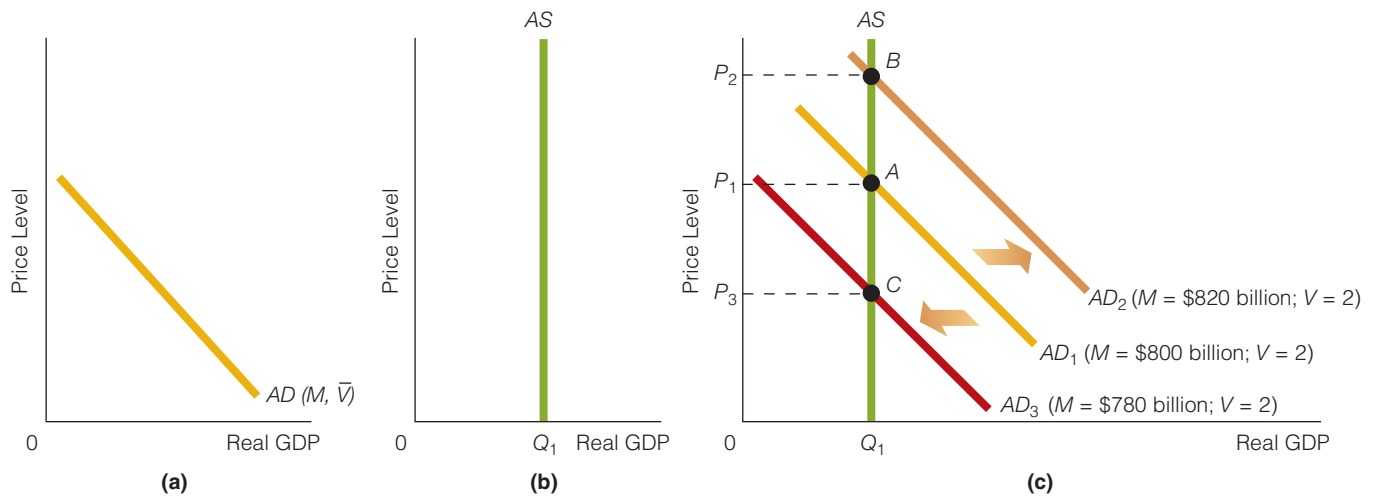 Price Level
AD (M, V̅)
0
Real GDP
(a)
AS
Price Level
0
Q1
Real GDP
(b)
AS
Price Level
P2
B
P1
A
P3
C
AD2 (M = $820 billion; V = 2)
AD1 (M = $800 billion; V = 2)
AD3 (M = $780 billion; V = 2)
0
Q1
Real GDP
(c)